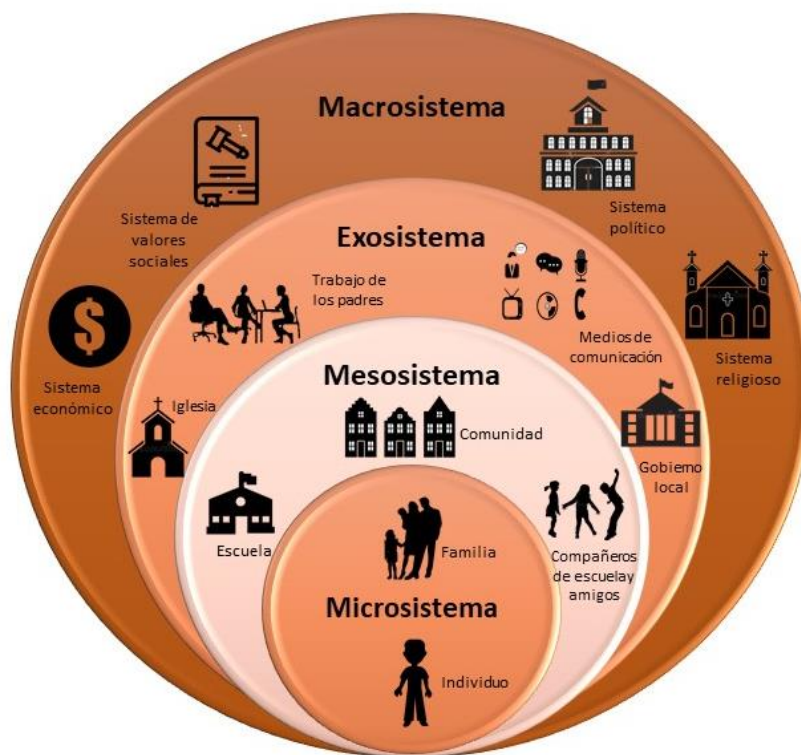 Macrosistema
Sistema de
valores
sociales
Sistema
político
Exosistema
Trabajo de
los padres
Medios de
comunicación
Sistema
económico
Sistema
religioso
Mesosistema
Iglesia
Comunidad
Gobierno
local
Escuela
Familia
Compañeros
de escuelay
amigos
Microsistema
Individuo